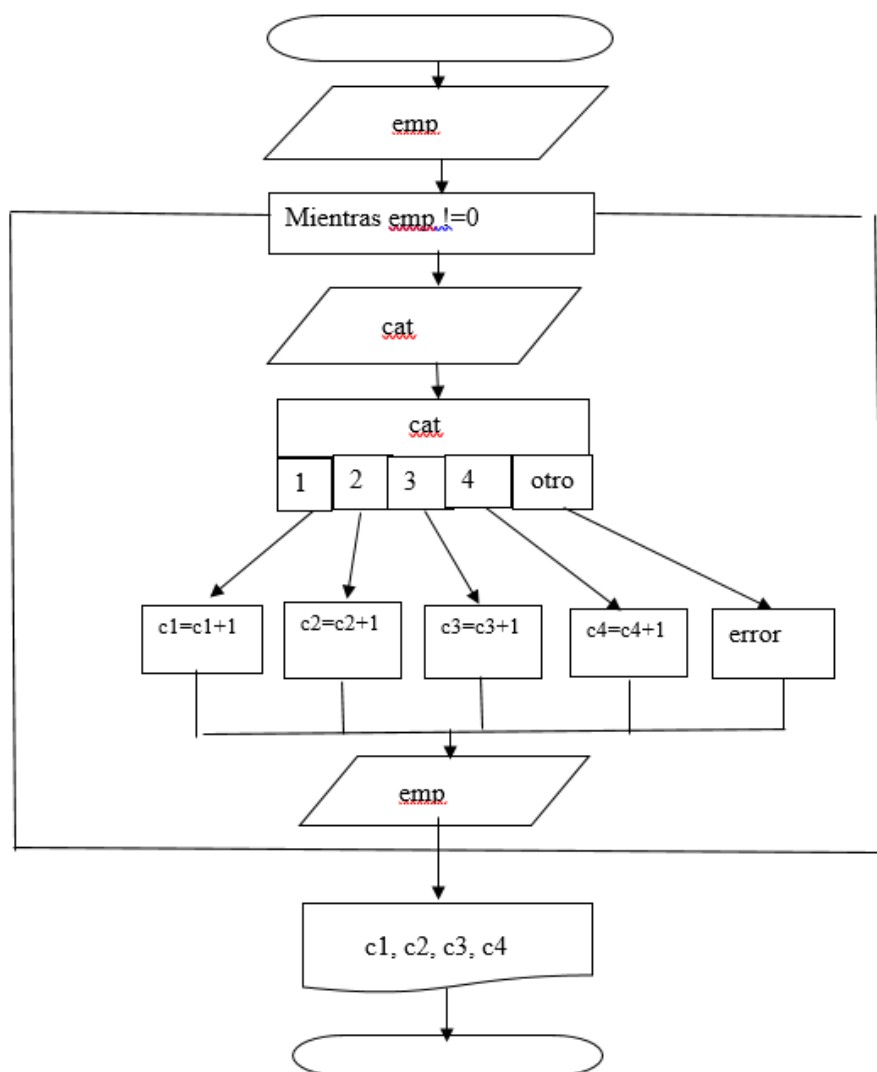 emp
Mientras emp !=0
cat
cat
1 2 3 4 otro
c1=c1+1 c2=c2+1 c3=c3+1 c4=c4+1 error
emp
c1, c2, c3, c4